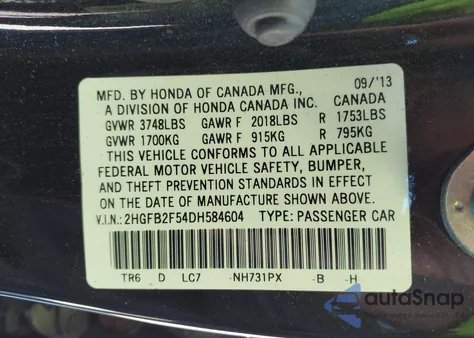 MFD. BY HONDA OF CANADA MFG., 09/'13
A DIVISION OF HONDA CANADA INC. CANADA
GVWR 3748LBS GAWR F 2018LBS R 1753LBS
GVWR 1700KG GAWR F 915KG R 795KG
THIS VEHICLE CONFORMS TO ALL APPLICABLE
FEDERAL MOTOR VEHICLE SAFETY, BUMPER,
AND THEFT PREVENTION STANDARDS IN EFFECT
ON THE DATE OF MANUFACTURE SHOWN ABOVE.
V.I.N.: 2HGFB2F54DH584604 TYPE: PASSENGER CAR
TR6 D LC7 -NH731PX -B -H
autoSnap